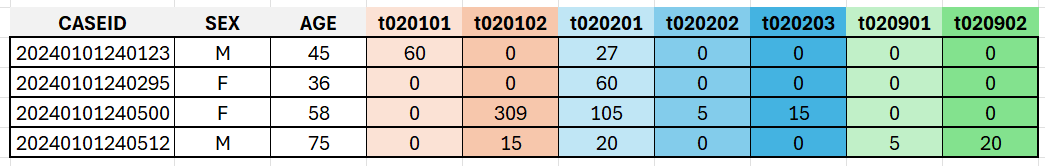 CASEID SEX AGE t020101 t020102 t020201 t020202 t020203 t020901 t020902
20240101240123 M 45 60 0 27 0 0 0 0
20240101240295 F 36 0 0 60 0 0 0 0
20240101240500 F 58 0 309 105 5 15 0 0
20240101240512 M 75 0 15 20 0 0 5 20